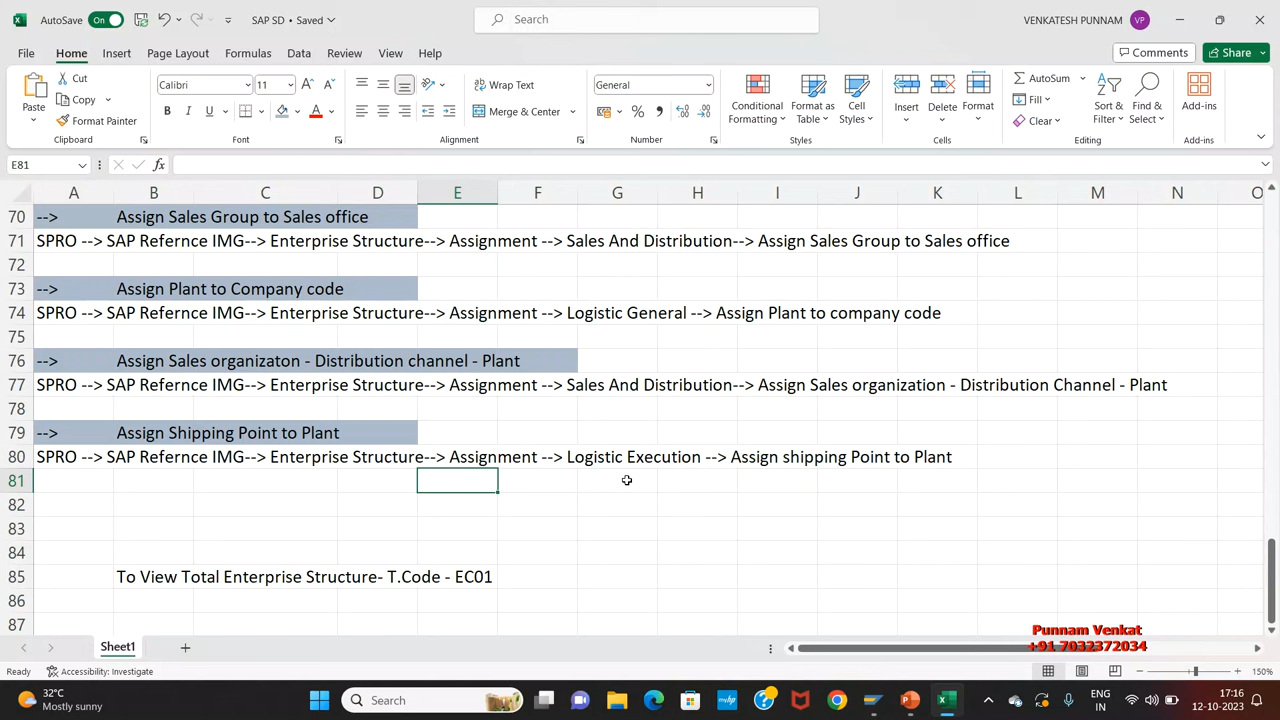 AutoSave On SAP SD • Saved Search VENKATESH PUNNAM VP
File Home Insert Page Layout Formulas Data Review View Help Comments Share
Paste Cut Copy Format Painter Clipboard
Calibri 11 B I U Font
Wrap Text Merge & Center Alignment
General % , Number
Conditional Formatting Format as Table Cell Styles Styles
Insert Delete Format Cells
AutoSum Fill Clear Sort & Filter Find & Select Editing
Add-ins Add-ins
E81 fx
A B C D E F G H I J K L M N O
70 --> Assign Sales Group to Sales office
71 SPRO --> SAP Refernce IMG--> Enterprise Structure--> Assignment --> Sales And Distribution--> Assign Sales Group to Sales office
72
73 --> Assign Plant to Company code
74 SPRO --> SAP Refernce IMG--> Enterprise Structure--> Assignment --> Logistic General --> Assign Plant to company code
75
76 --> Assign Sales organizaton - Distribution channel - Plant
77 SPRO --> SAP Refernce IMG--> Enterprise Structure--> Assignment --> Sales And Distribution--> Assign Sales organization - Distribution Channel - Plant
78
79 --> Assign Shipping Point to Plant
80 SPRO --> SAP Refernce IMG--> Enterprise Structure--> Assignment --> Logistic Execution --> Assign shipping Point to Plant
81
82
83
84
85 To View Total Enterprise Structure- T.Code - EC01
86
87
Punnam Venkat
+91 7032372034
Sheet1
Ready Accessibility: Investigate 150%
32°C
Mostly sunny
Search
mhp
ENG
IN
17:16
12-10-2023